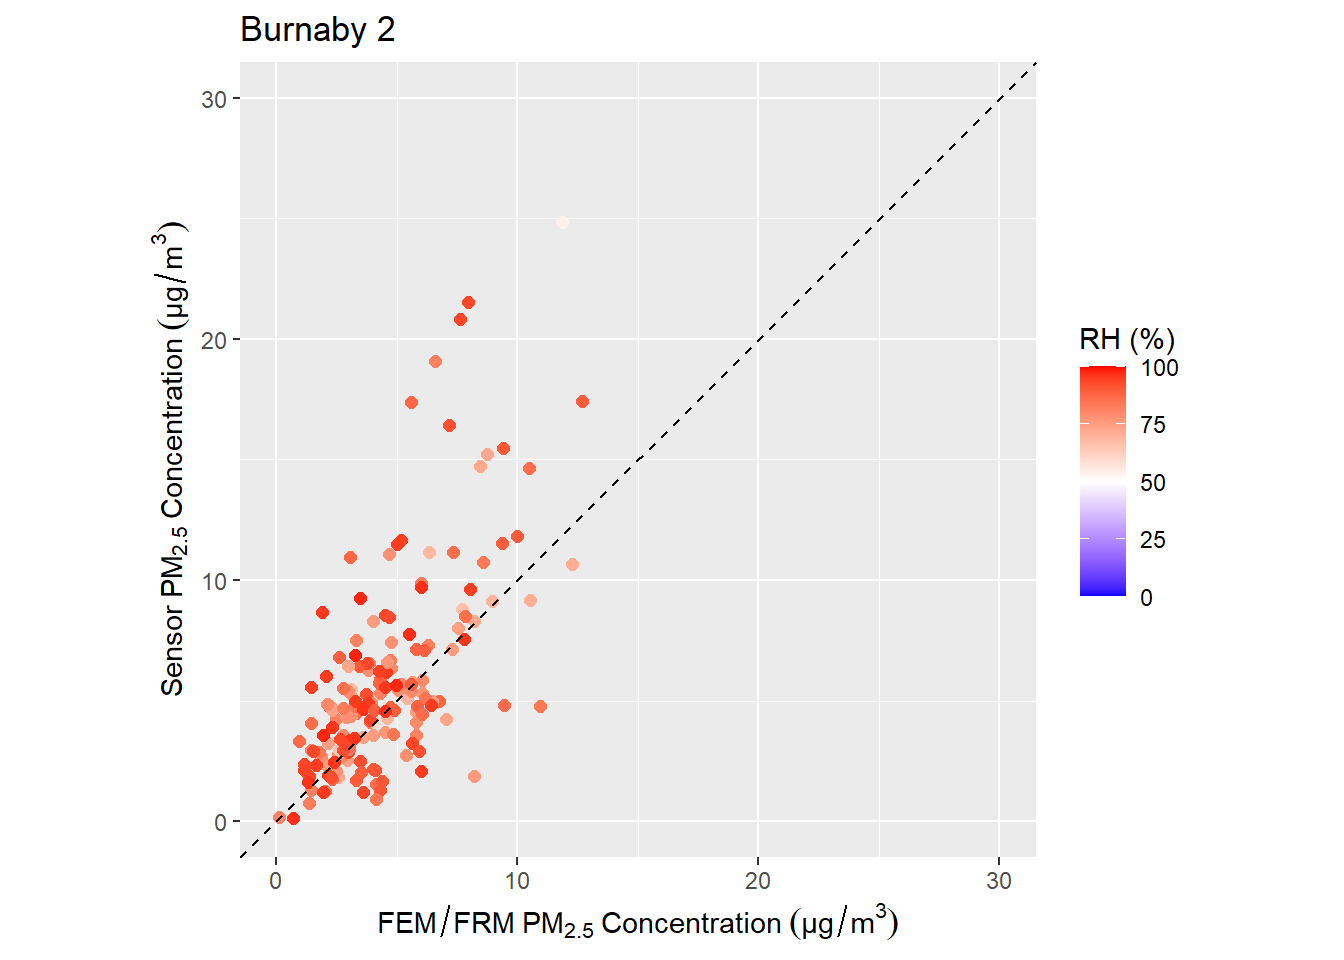 Burnaby 2
30
20
10
0
Sensor PM2.5 Concentration (µg/m3)
0 10 20 30
FEM/FRM PM2.5 Concentration (µg/m3)
RH (%)
100
75
50
25
0